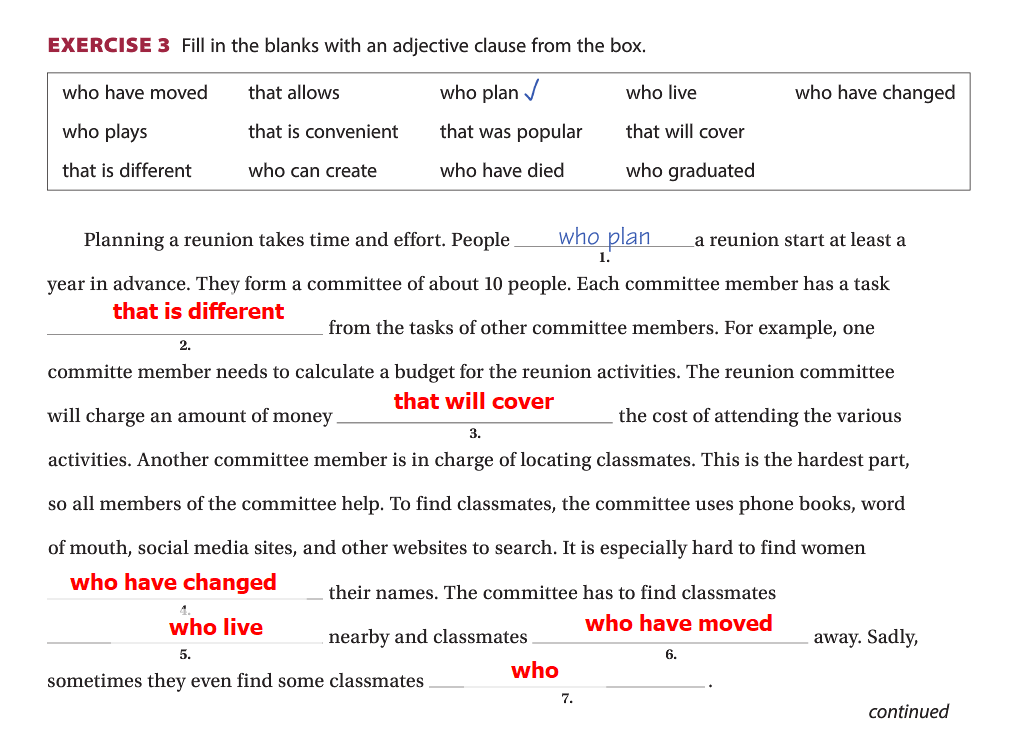 EXERCISE 3 Fill in the blanks with an adjective clause from the box.
who have moved that allows who plan ✓ who live who have changed
who plays that is convenient that was popular that will cover
that is different who can create who have died who graduated
Planning a reunion takes time and effort. People who plan a reunion start at least a
1.
year in advance. They form a committee of about 10 people. Each committee member has a task
that is different from the tasks of other committee members. For example, one
2.
committe member needs to calculate a budget for the reunion activities. The reunion committee
will charge an amount of money that will cover the cost of attending the various
3.
activities. Another committee member is in charge of locating classmates. This is the hardest part,
so all members of the committee help. To find classmates, the committee uses phone books, word
of mouth, social media sites, and other websites to search. It is especially hard to find women
who have changed their names. The committee has to find classmates
4.
who live nearby and classmates who have moved away. Sadly,
5. 6.
sometimes they even find some classmates who .
7.
continued